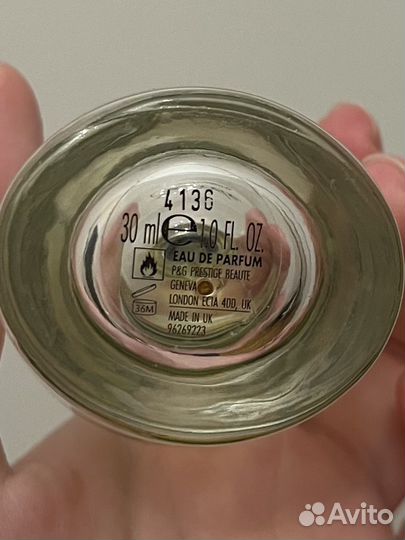 4136
30 ml e 1.0 FL. OZ.
EAU DE PARFUM
P&G PRESTIGE BEAUTE
GENEVA
LONDON EC1A 4DD, UK
36M
MADE IN UK
96269223
Avito